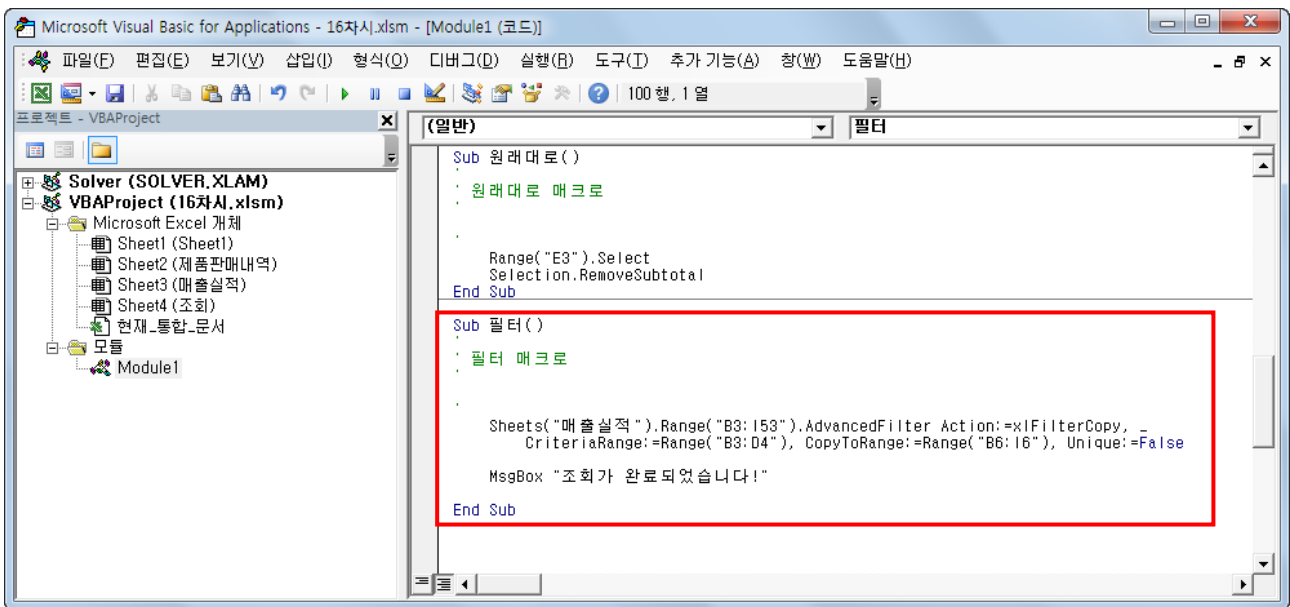 Microsoft Visual Basic for Applications - 16차시.xlsm - [Module1 (코드)]
파일(F) 편집(E) 보기(V) 삽입(I) 형식(O) 디버그(D) 실행(R) 도구(T) 추가 기능(A) 창(W) 도움말(H)
100 행, 1 열
프로젝트 - VBAProject
(일반) 필터
Solver (SOLVER.XLAM)
VBAProject (16차시.xlsm)
Microsoft Excel 개체
Sheet1 (Sheet1)
Sheet2 (제품판매내역)
Sheet3 (매출실적)
Sheet4 (조회)
현재_통합_문서
모듈
Module1
Sub 원래대로()
'
' 원래대로 매크로
'
'
Range("E3").Select
Selection.RemoveSubtotal
End Sub
Sub 필터()
'
' 필터 매크로
'
'
Sheets("매출실적").Range("B3:I53").AdvancedFilter Action:=xlFilterCopy, _
CriteriaRange:=Range("B3:D4"), CopyToRange:=Range("B6:I6"), Unique:=False
MsgBox "조회가 완료되었습니다!"
End Sub